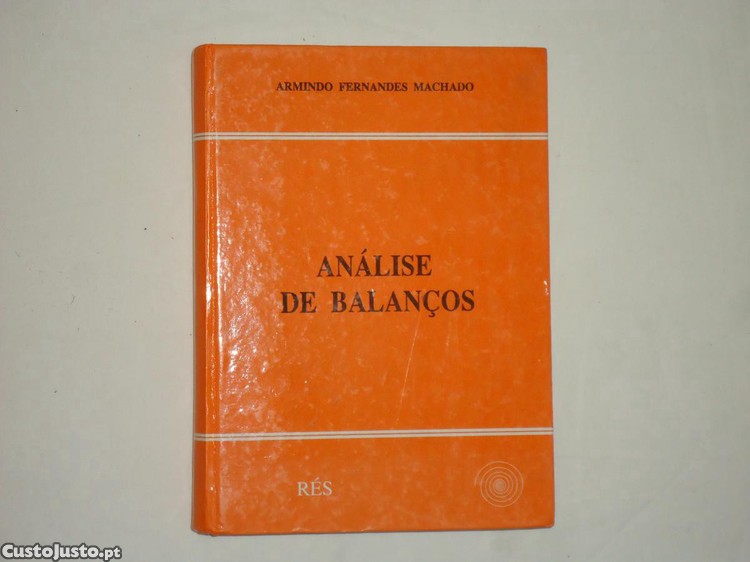 ARMINDO FERNANDES MACHADO
ANÁLISE
DE BALANÇOS
RÉS
CustoJusto.pt